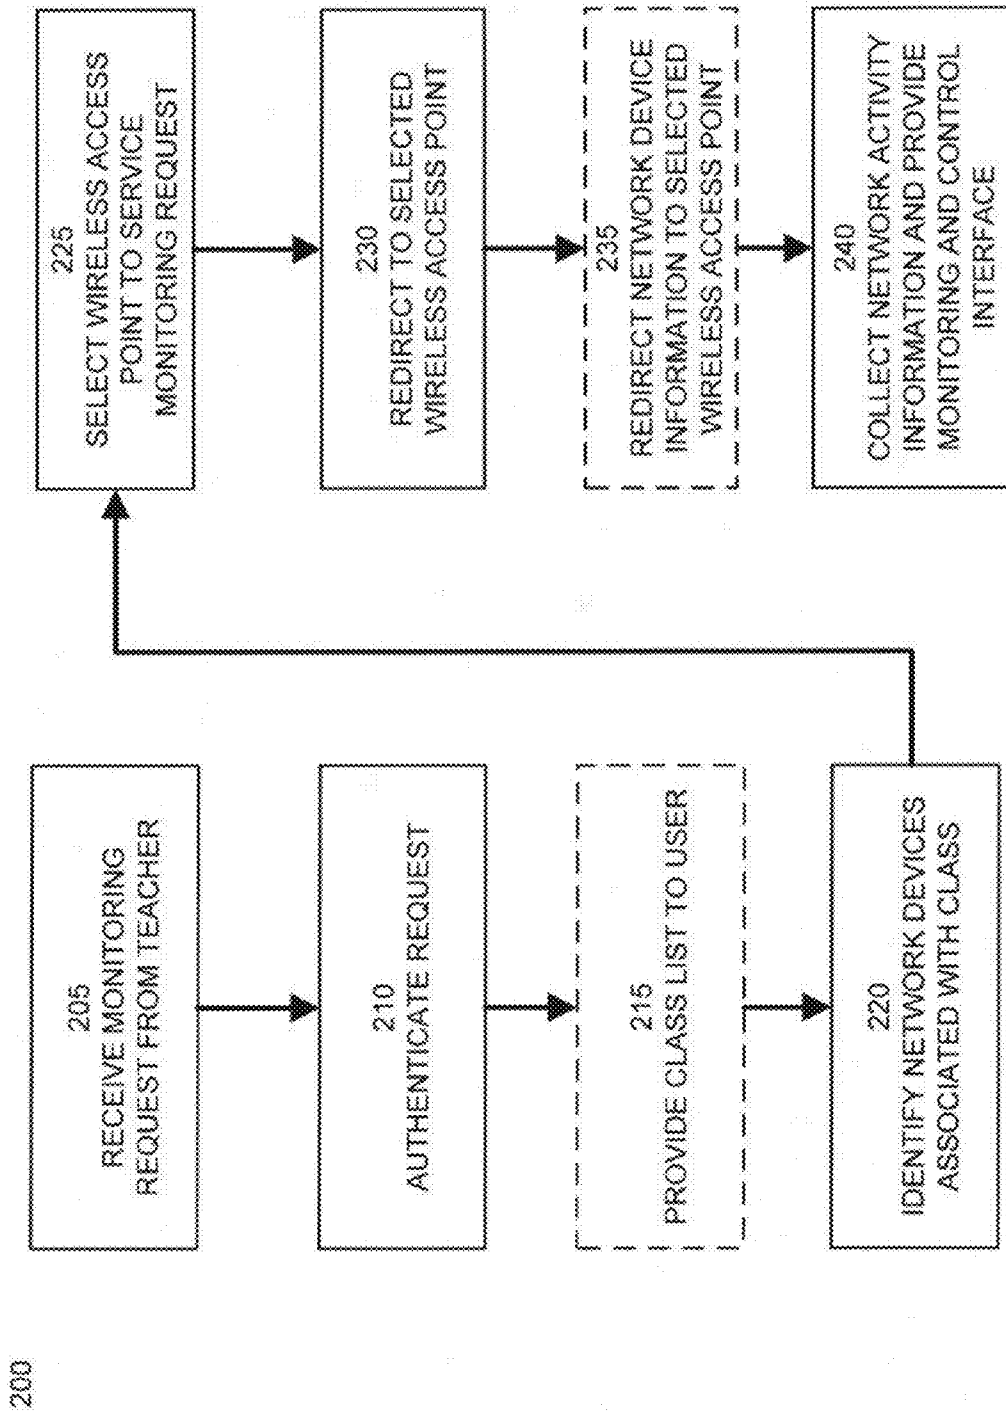 200
205
RECEIVE MONITORING
REQUEST FROM TEACHER
210
AUTHENTICATE REQUEST
215
PROVIDE CLASS LIST TO USER
220
IDENTIFY NETWORK DEVICES
ASSOCIATED WITH CLASS
225
SELECT WIRELESS ACCESS
POINT TO SERVICE
MONITORING REQUEST
230
REDIRECT TO SELECTED
WIRELESS ACCESS POINT
235
REDIRECT NETWORK DEVICE
INFORMATION TO SELECTED
WIRELESS ACCESS POINT
240
COLLECT NETWORK ACTIVITY
INFORMATION AND PROVIDE
MONITORING AND CONTROL
INTERFACE